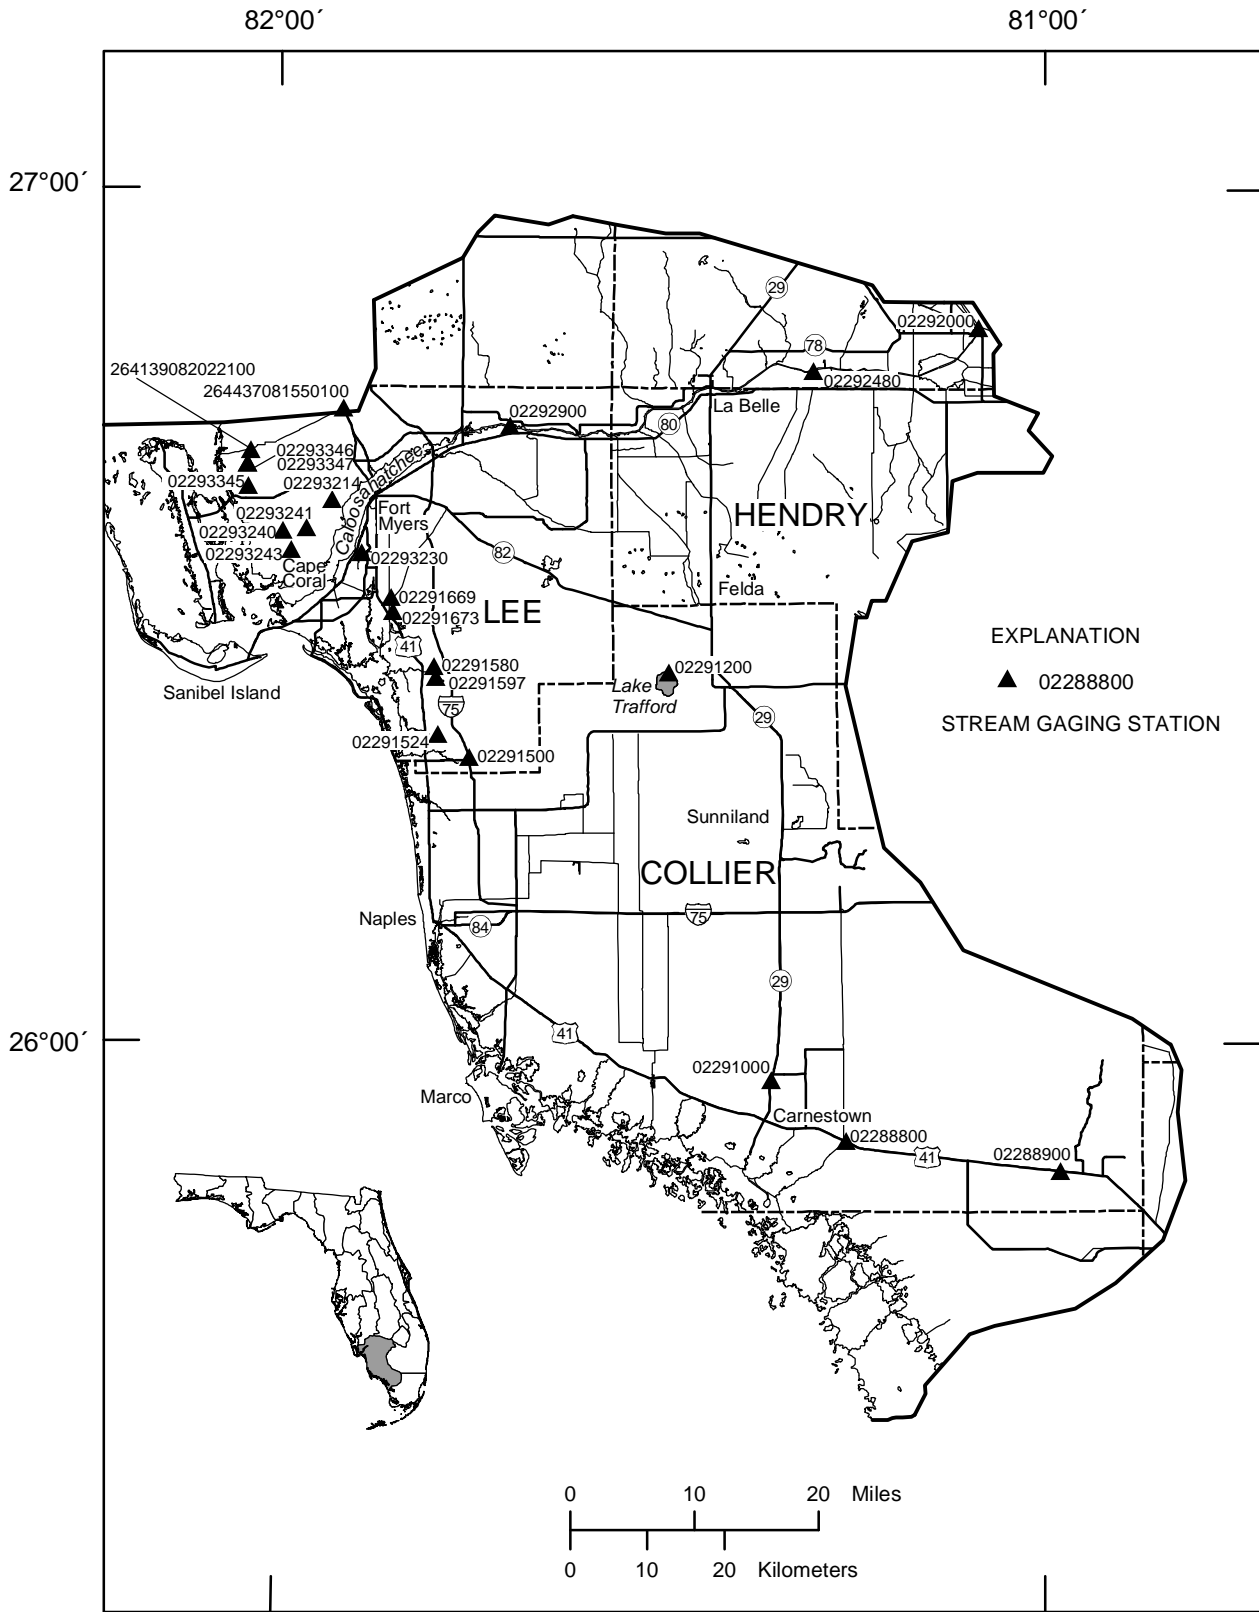 82°00´ 81°00´
27°00´
29
02292000
78
264139082022100
02292480
264437081550100
La Belle
02292900
80
02293346
02293347
02293345
02293214
Caloosahatchee
HENDRY
02293241
Fort
Myers
02293240
82
02293243
02293230
Cape
Coral
Felda
02291669
LEE
02291673
EXPLANATION
41
02291580
02291200
02288800
02291597
Sanibel Island
Lake
Trafford
75
29
STREAM GAGING STATION
02291524
02291500
Sunniland
COLLIER
Naples
84
75
29
26°00´
41
02291000
Marco
Carnestown
02288800
41
02288900
0 10 20 Miles
0 10 20 Kilometers